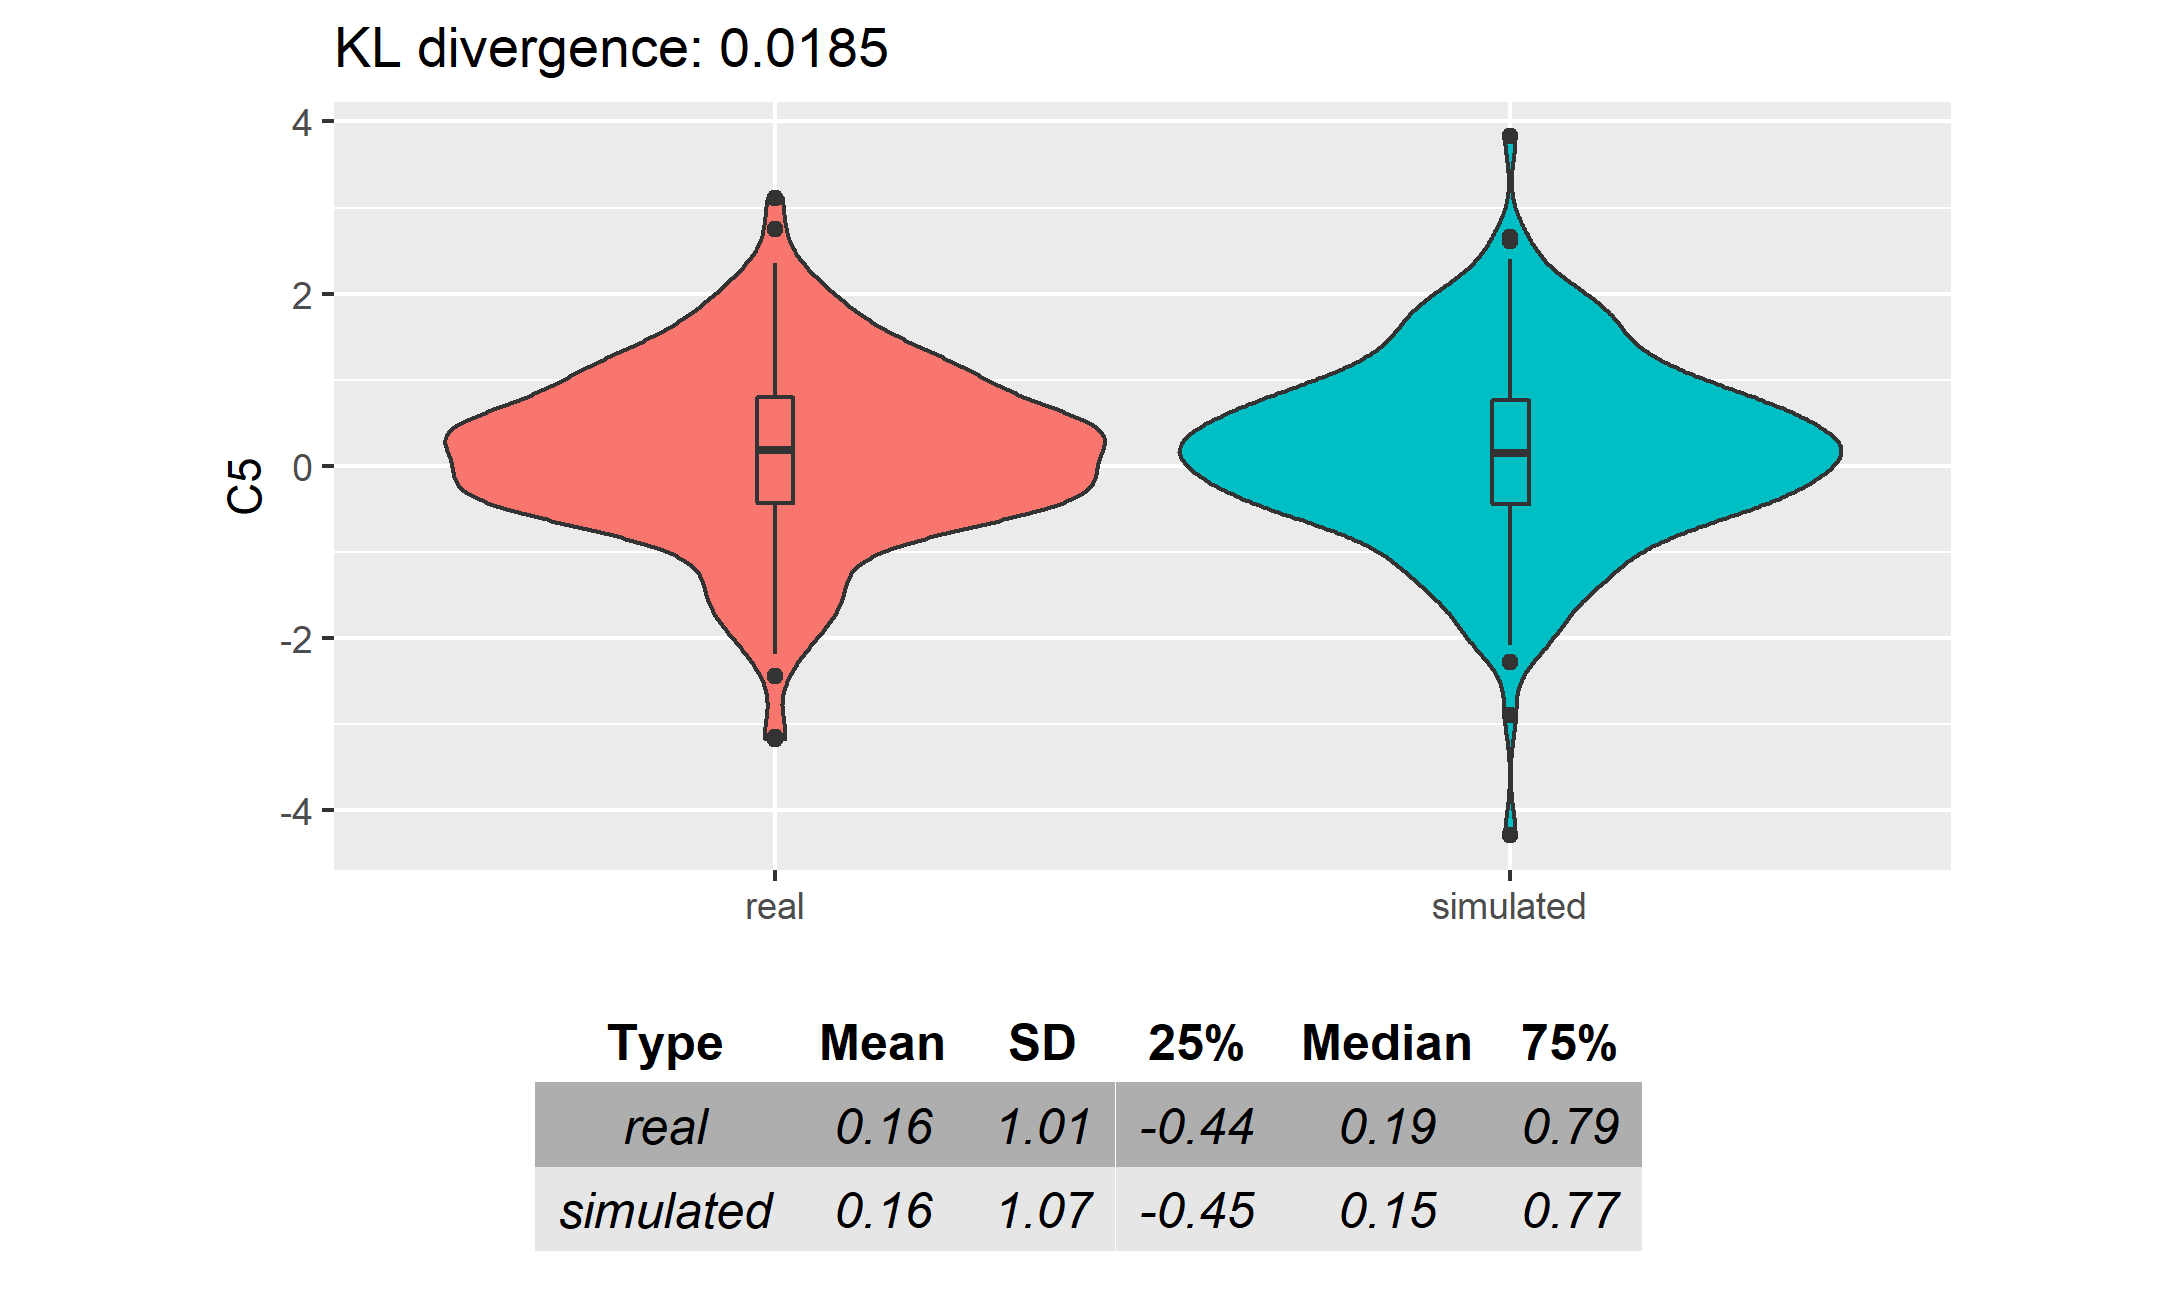 KL divergence: 0.0185
4
2
0
-2
-4
C5
real simulated
Type Mean SD 25% Median 75%
real 0.16 1.01 -0.44 0.19 0.79
simulated 0.16 1.07 -0.45 0.15 0.77